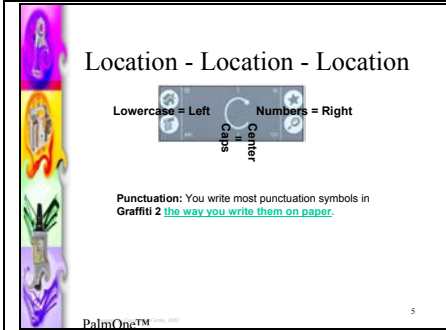 Location - Location - Location
Lowercase = Left Numbers = Right
Caps = Center
Punctuation: You write most punctuation symbols in
Graffiti 2 the way you write them on paper.
5
PalmOne™ 2002